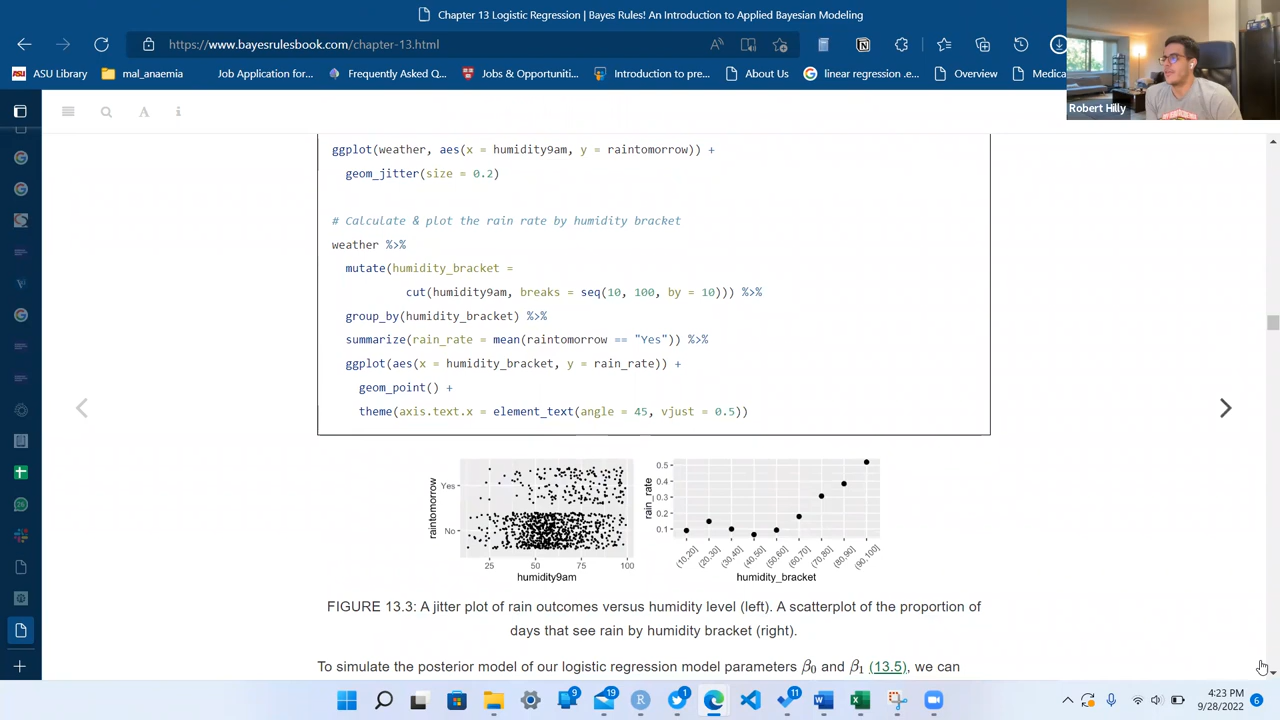 Chapter 13 Logistic Regression | Bayes Rules! An Introduction to Applied Bayesian Modeling
https://www.bayesrulesbook.com/chapter-13.html
ASU Library mal_anaemia Job Application for... Frequently Asked Q... Jobs & Opportuniti... Introduction to pre... About Us linear regression .e... Overview Medica
Robert Hilly
ggplot(weather, aes(x = humidity9am, y = raintomorrow)) +
geom_jitter(size = 0.2)
# Calculate & plot the rain rate by humidity bracket
weather %>%
mutate(humidity_bracket =
cut(humidity9am, breaks = seq(10, 100, by = 10))) %>%
group_by(humidity_bracket) %>%
summarize(rain_rate = mean(raintomorrow == "Yes")) %>%
ggplot(aes(x = humidity_bracket, y = rain_rate)) +
geom_point() +
theme(axis.text.x = element_text(angle = 45, vjust = 0.5))
raintomorrow
Yes
No
25 50 75 100
humidity9am
rain_rate
0.5
0.4
0.3
0.2
0.1
(10,20] (20,30] (30,40] (40,50] (50,60] (60,70] (70,80] (80,90] (90,100]
humidity_bracket
FIGURE 13.3: A jitter plot of rain outcomes versus humidity level (left). A scatterplot of the proportion of
days that see rain by humidity bracket (right).
To simulate the posterior model of our logistic regression model parameters β0 and β1 (13.5), we can
9 19 1 11
4:23 PM
9/28/2022
6